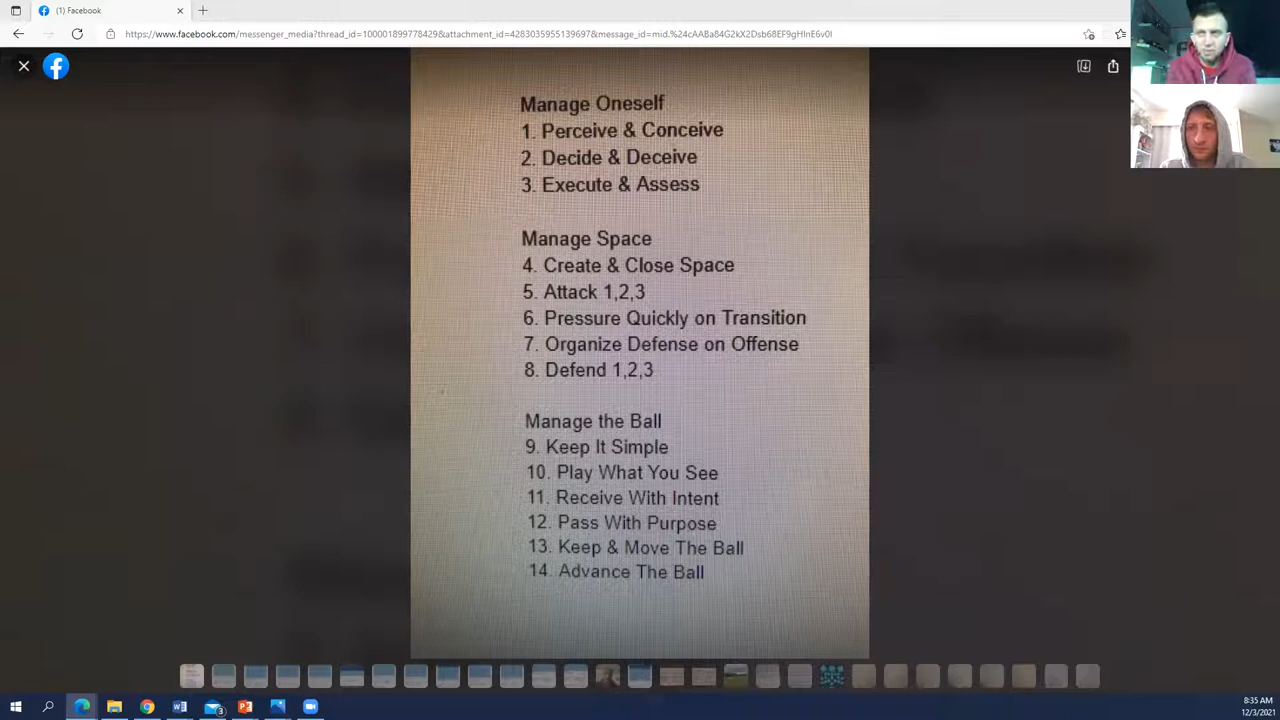 (1) Facebook
https://www.facebook.com/messenger_media?thread_id=100001899778429&attachment_id=4283035955139697&message_id=mid.%24cAABa84G2kX2Dsb68EF9gHlnE6v0I
Manage Oneself
1. Perceive & Conceive
2. Decide & Deceive
3. Execute & Assess
Manage Space
4. Create & Close Space
5. Attack 1,2,3
6. Pressure Quickly on Transition
7. Organize Defense on Offense
8. Defend 1,2,3
Manage the Ball
9. Keep It Simple
10. Play What You See
11. Receive With Intent
12. Pass With Purpose
13. Keep & Move The Ball
14. Advance The Ball
8:35 AM
12/3/2021